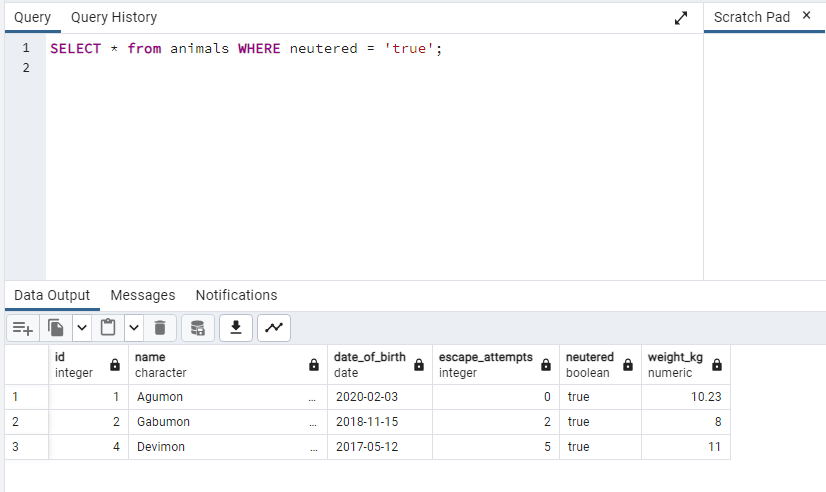 Query Query History Scratch Pad ×
1 SELECT * from animals WHERE neutered = 'true';
2
Data Output Messages Notifications
id name date_of_birth escape_attempts neutered weight_kg
integer character date integer boolean numeric
1 1 Agumon ... 2020-02-03 0 true 10.23
2 2 Gabumon ... 2018-11-15 2 true 8
3 4 Devimon ... 2017-05-12 5 true 11